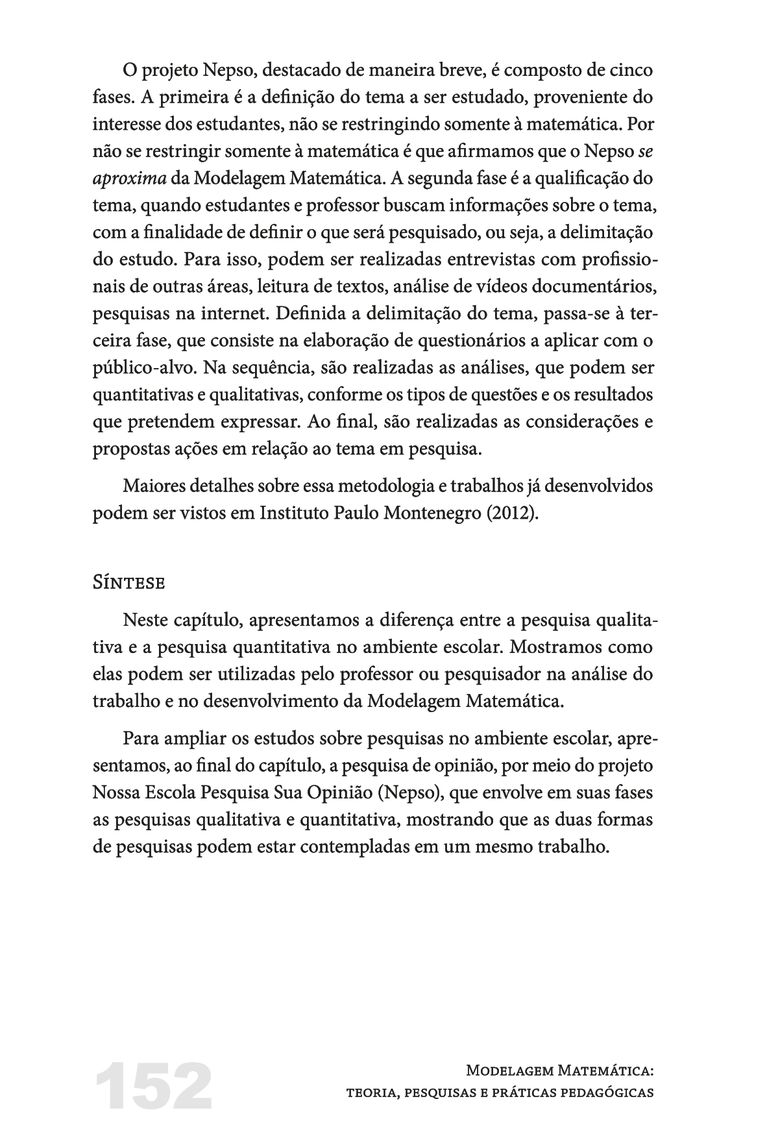 O projeto Nepso, destacado de maneira breve, é composto de cinco
fases. A primeira é a definição do tema a ser estudado, proveniente do
interesse dos estudantes, não se restringindo somente à matemática. Por
não se restringir somente à matemática é que afirmamos que o Nepso se
aproxima da Modelagem Matemática. A segunda fase é a qualificação do
tema, quando estudantes e professor buscam informações sobre o tema,
com a finalidade de definir o que será pesquisado, ou seja, a delimitação
do estudo. Para isso, podem ser realizadas entrevistas com profissio-
nais de outras áreas, leitura de textos, análise de vídeos documentários,
pesquisas na internet. Definida a delimitação do tema, passa-se à ter-
ceira fase, que consiste na elaboração de questionários a aplicar com o
público-alvo. Na sequência, são realizadas as análises, que podem ser
quantitativas e qualitativas, conforme os tipos de questões e os resultados
que pretendem expressar. Ao final, são realizadas as considerações e
propostas ações em relação ao tema em pesquisa.
Maiores detalhes sobre essa metodologia e trabalhos já desenvolvidos
podem ser vistos em Instituto Paulo Montenegro (2012).
Síntese
Neste capítulo, apresentamos a diferença entre a pesquisa qualita-
tiva e a pesquisa quantitativa no ambiente escolar. Mostramos como
elas podem ser utilizadas pelo professor ou pesquisador na análise do
trabalho e no desenvolvimento da Modelagem Matemática.
Para ampliar os estudos sobre pesquisas no ambiente escolar, apre-
sentamos, ao final do capítulo, a pesquisa de opinião, por meio do projeto
Nossa Escola Pesquisa Sua Opinião (Nepso), que envolve em suas fases
as pesquisas qualitativa e quantitativa, mostrando que as duas formas
de pesquisas podem estar contempladas em um mesmo trabalho.
152
Modelagem Matemática:
teoria, pesquisas e práticas pedagógicas